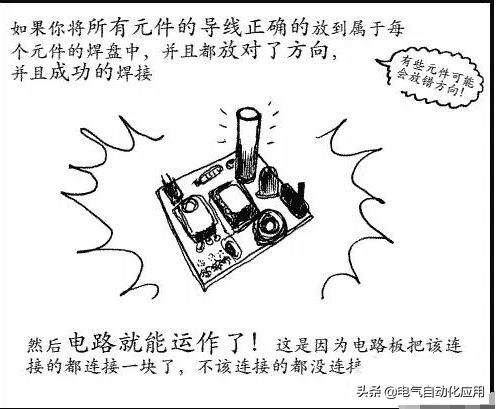 如果你将所有元件的导线正确的放到属于每
个元件的焊盘中，并且都放对了方向，
并且成功的焊接
有些元件可能
会放错方向!
然后电路就能运作了！这是因为电路板把该连
接的都连接一块了，不该连接的都没连接
头条 @电气自动化应用